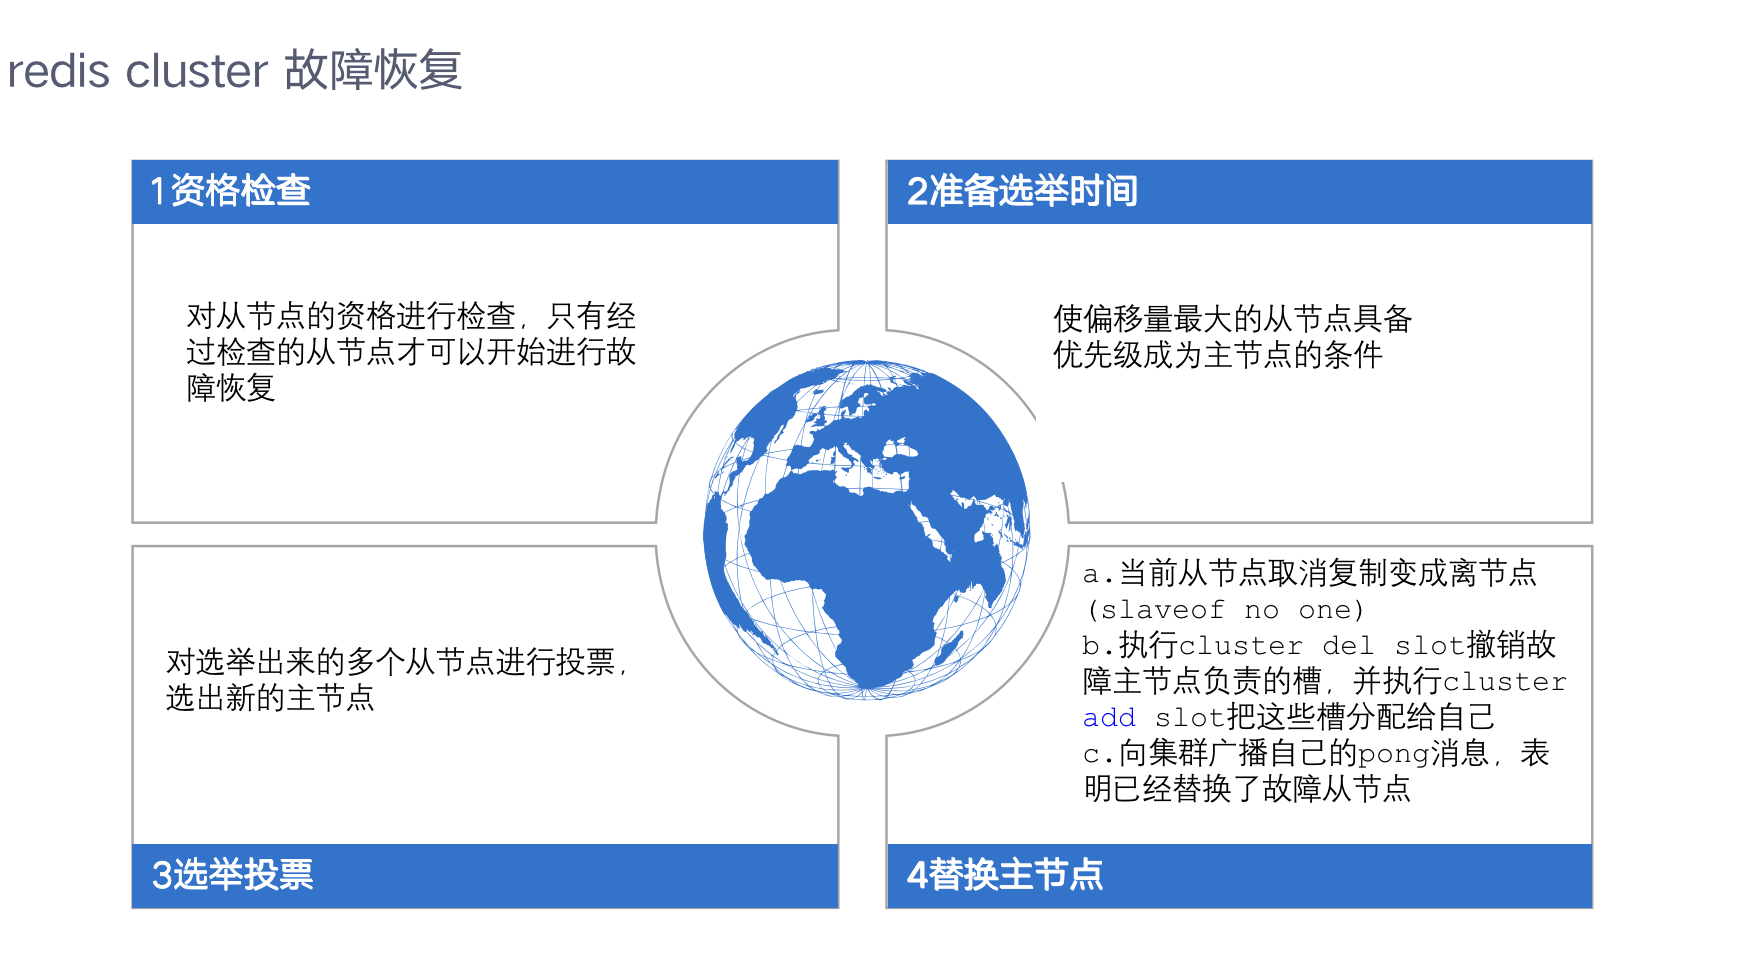 redis cluster 故障恢复
1资格检查
对从节点的资格进行检查，只有经
过检查的从节点才可以开始进行故
障恢复
2准备选举时间
使偏移量最大的从节点具备
优先级成为主节点的条件
对选举出来的多个从节点进行投票，
选出新的主节点
3选举投票
a.当前从节点取消复制变成离节点
(slaveof no one)
b.执行cluster del slot撤销故
障主节点负责的槽，并执行cluster
add slot把这些槽分配给自己
c.向集群广播自己的pong消息，表
明已经替换了故障从节点
4替换主节点